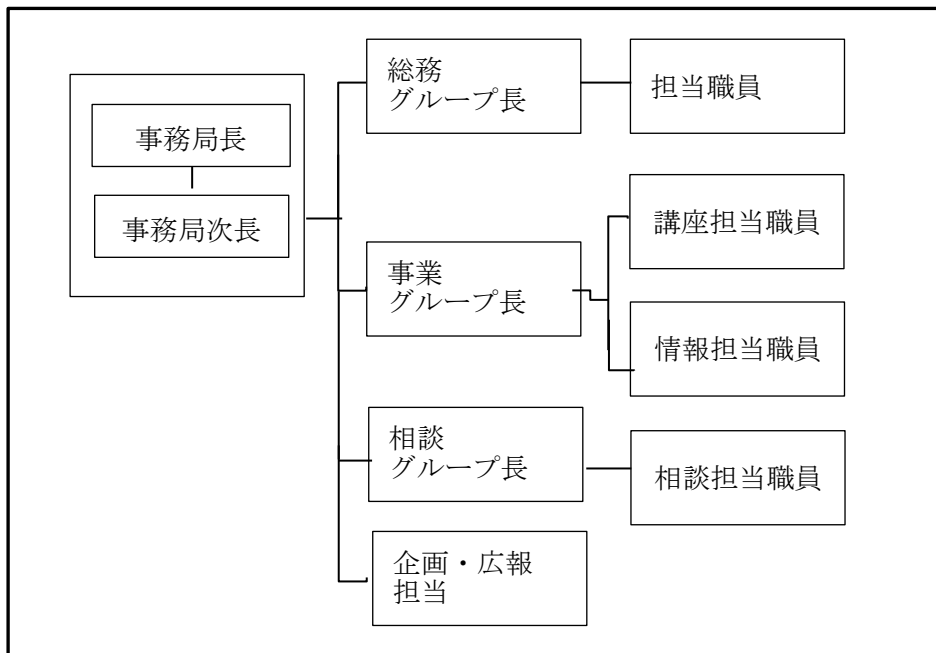 事務局長
事務局次長
総務
グループ長
担当職員
事業
グループ長
講座担当職員
情報担当職員
相談
グループ長
相談担当職員
企画・広報
担当